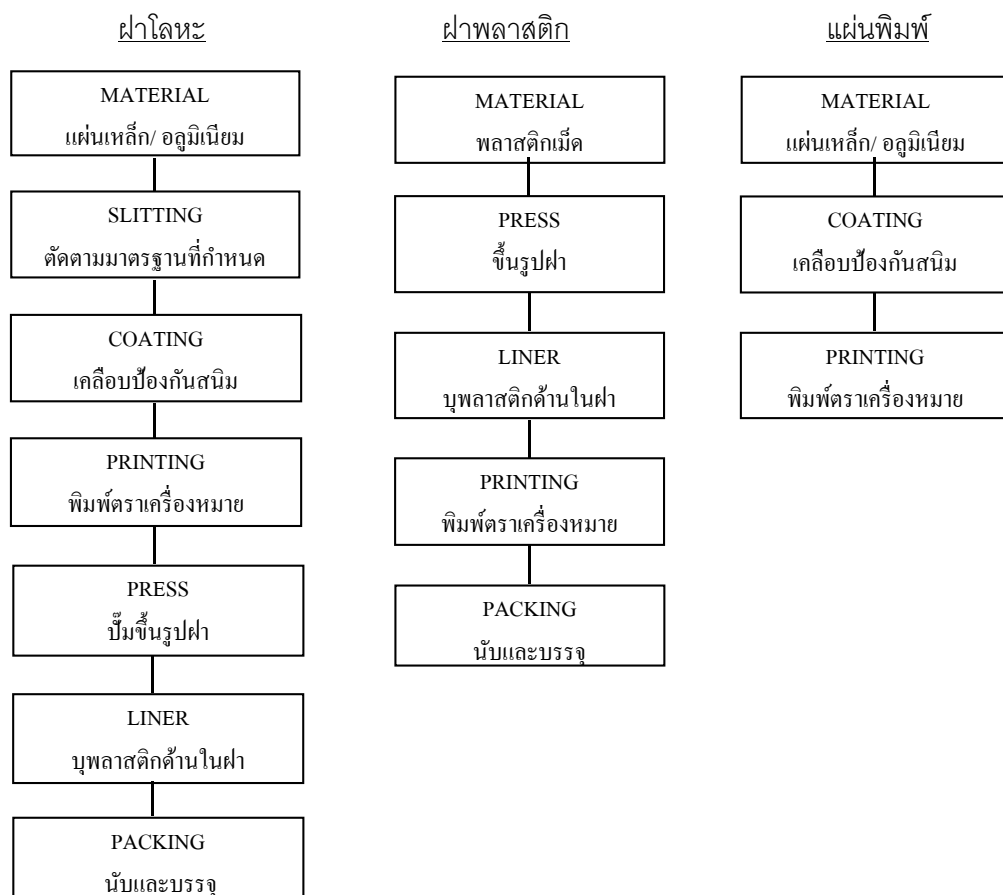 ฝาโลหะ
MATERIAL
แผ่นเหล็ก/ อลูมิเนียม
SLITTING
ตัดตามมาตรฐานที่กำหนด
COATING
เคลือบป้องกันสนิม
PRINTING
พิมพ์ตราเครื่องหมาย
PRESS
ปั๊มขึ้นรูปฝา
LINER
บุพลาสติกด้านในฝา
PACKING
นับและบรรจุ
ฝาพลาสติก
MATERIAL
พลาสติกเม็ด
PRESS
ขึ้นรูปฝา
LINER
บุพลาสติกด้านในฝา
PRINTING
พิมพ์ตราเครื่องหมาย
PACKING
นับและบรรจุ
แผ่นพิมพ์
MATERIAL
แผ่นเหล็ก/ อลูมิเนียม
COATING
เคลือบป้องกันสนิม
PRINTING
พิมพ์ตราเครื่องหมาย